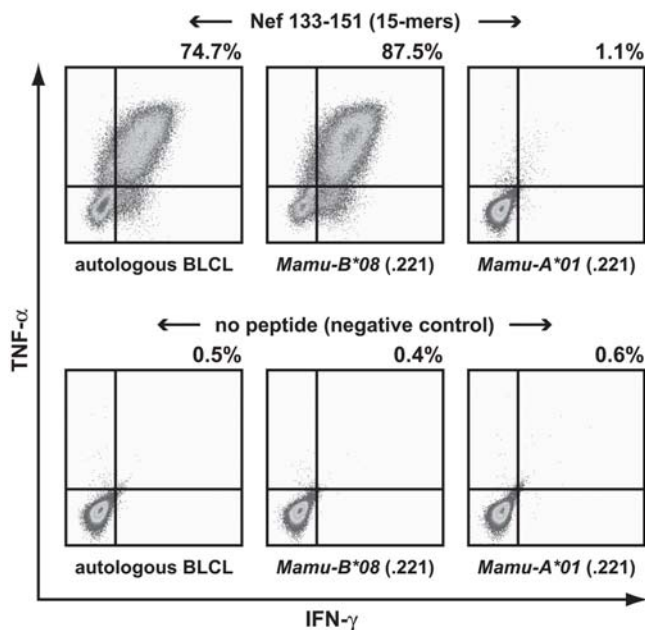 ← Nef 133-151 (15-mers) →
74.7% 87.5% 1.1%
autologous BLCL Mamu-B*08 (.221) Mamu-A*01 (.221)
← no peptide (negative control) →
0.5% 0.4% 0.6%
autologous BLCL Mamu-B*08 (.221) Mamu-A*01 (.221)
TNF-α
IFN-γ